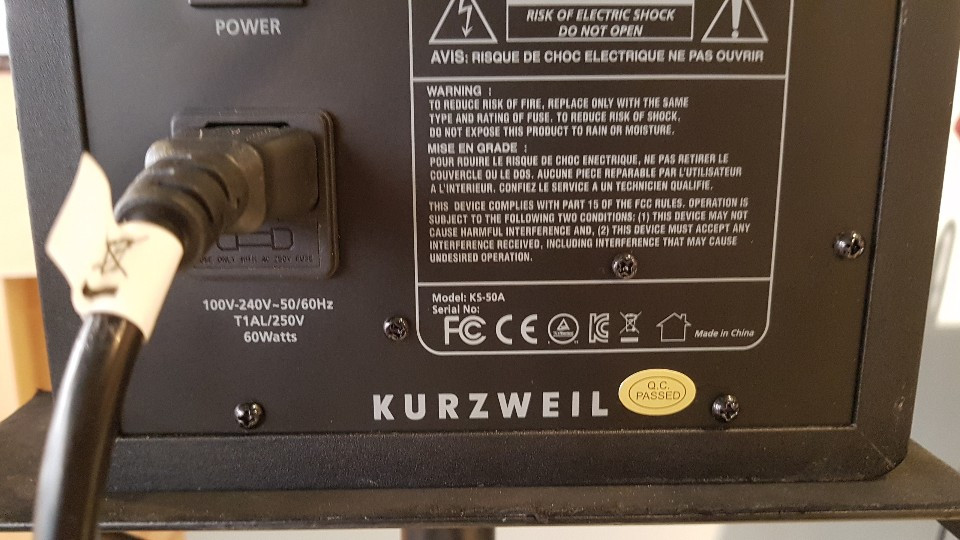 POWER
RISK OF ELECTRIC SHOCK
DO NOT OPEN
AVIS: RISQUE DE CHOC ELECTRIQUE NE PAS OUVRIR
WARNING :
TO REDUCE RISK OF FIRE, REPLACE ONLY WITH THE SAME
TYPE AND RATING OF FUSE. TO REDUCE RISK OF SHOCK,
DO NOT EXPOSE THIS PRODUCT TO RAIN OR MOISTURE.
MISE EN GRADE :
POUR RDUIRE LE RISQUE DE CHOC ENECTRIQUE, NE PAS RETIRER LE
COUVERCLE OU LE DOS. AUCUNE PIECE REPARABLE PAR L'UTILISATEUR
A L'INTERIEUR. CONFIEZ LE SERVICE A UN TECHNICIEN QUALIFIE.
THIS DEVICE COMPLIES WITH PART 15 OF THE FCC RULES. OPERATION IS
SUBJECT TO THE FOLLOWING TWO CONDITIONS: (1) THIS DEVICE MAY NOT
CAUSE HARMFUL INTERFERENCE AND, (2) THIS DEVICE MUST ACCEPT ANY
INTERFERENCE RECEIVED, INCLUDING INTERFERENCE THAT MAY CAUSE
UNDESIRED OPERATION.
USE ONLY WITH AC 250V FUSE
100V-240V~50/60Hz
T1AL/250V
60Watts
Model: KS-50A
Serial No:
FC CE Made in China
KURZWEIL
Q.C.
PASSED